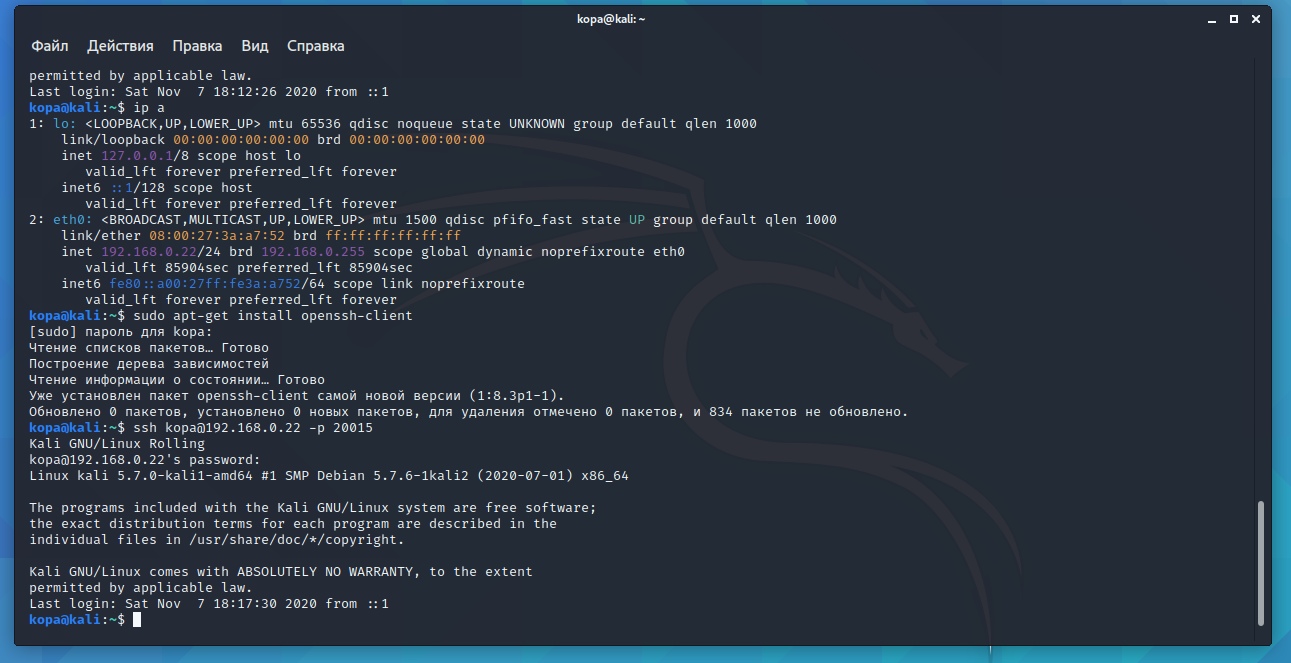 kopa@kali: ~
Файл Действия Правка Вид Справка
permitted by applicable law.
Last login: Sat Nov  7 18:12:26 2020 from ::1
kopa@kali:~$ ip a
1: lo: <LOOPBACK,UP,LOWER_UP> mtu 65536 qdisc noqueue state UNKNOWN group default qlen 1000
    link/loopback 00:00:00:00:00:00 brd 00:00:00:00:00:00
    inet 127.0.0.1/8 scope host lo
       valid_lft forever preferred_lft forever
    inet6 ::1/128 scope host
       valid_lft forever preferred_lft forever
2: eth0: <BROADCAST,MULTICAST,UP,LOWER_UP> mtu 1500 qdisc pfifo_fast state UP group default qlen 1000
    link/ether 08:00:27:3a:a7:52 brd ff:ff:ff:ff:ff:ff
    inet 192.168.0.22/24 brd 192.168.0.255 scope global dynamic noprefixroute eth0
       valid_lft 85904sec preferred_lft 85904sec
    inet6 fe80::a00:27ff:fe3a:a752/64 scope link noprefixroute
       valid_lft forever preferred_lft forever
kopa@kali:~$ sudo apt-get install openssh-client
[sudo] пароль для kopa:
Чтение списков пакетов… Готово
Построение дерева зависимостей
Чтение информации о состоянии… Готово
Уже установлен пакет openssh-client самой новой версии (1:8.3p1-1).
Обновлено 0 пакетов, установлено 0 новых пакетов, для удаления отмечено 0 пакетов, и 834 пакетов не обновлено.
kopa@kali:~$ ssh kopa@192.168.0.22 -p 20015
Kali GNU/Linux Rolling
kopa@192.168.0.22's password:
Linux kali 5.7.0-kali1-amd64 #1 SMP Debian 5.7.6-1kali2 (2020-07-01) x86_64
The programs included with the Kali GNU/Linux system are free software;
the exact distribution terms for each program are described in the
individual files in /usr/share/doc/*/copyright.
Kali GNU/Linux comes with ABSOLUTELY NO WARRANTY, to the extent
permitted by applicable law.
Last login: Sat Nov  7 18:17:30 2020 from ::1
kopa@kali:~$